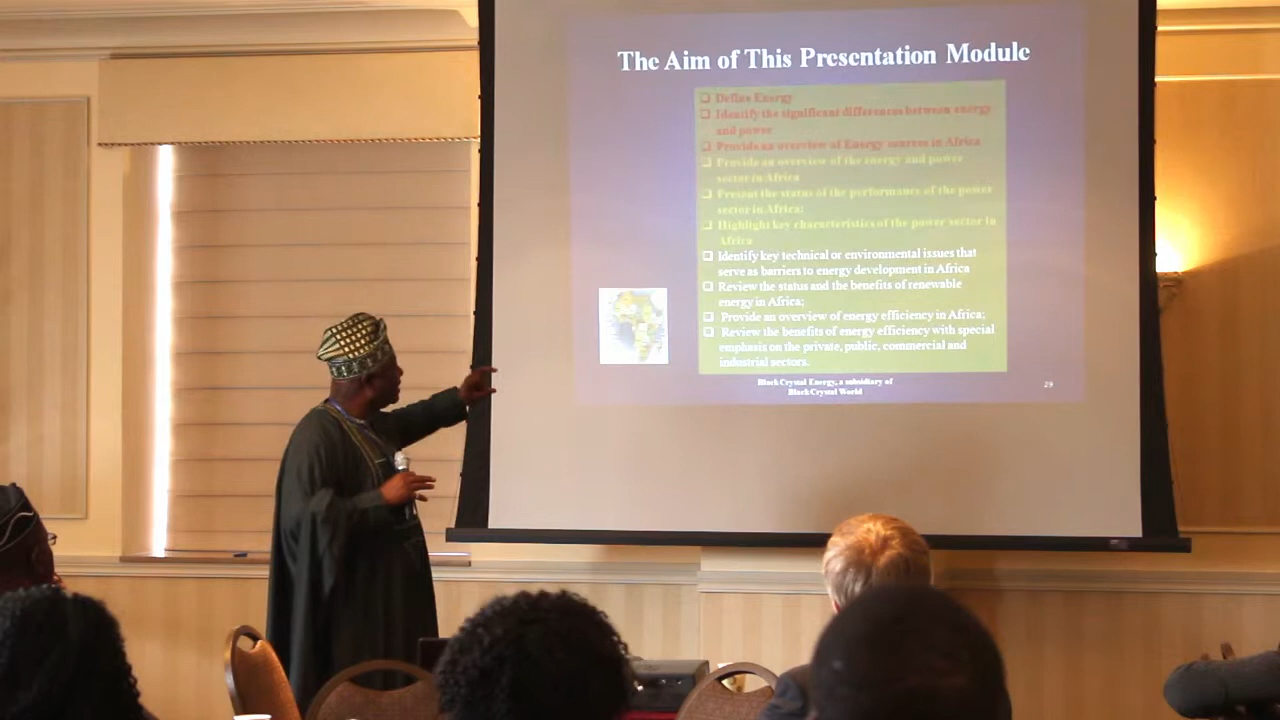 The Aim of This Presentation Module
❑ Define Energy
❑ Identify the significant differences between energy
and power
❑ Provide an overview of Energy sources in Africa
❑ Provide an overview of the energy and power
sector in Africa
❑ Present the status of the performance of the power
sector in Africa;
❑ Highlight key characteristics of the power sector in
Africa
❑ Identify key technical or environmental issues that
serve as barriers to energy development in Africa
❑ Review the status and the benefits of renewable
energy in Africa;
❑ Provide an overview of energy efficiency in Africa;
❑ Review the benefits of energy efficiency with special
emphasis on the private, public, commercial and
industrial sectors.
Black Crystal Energy, a subsidiary of
Black Crystal World
29